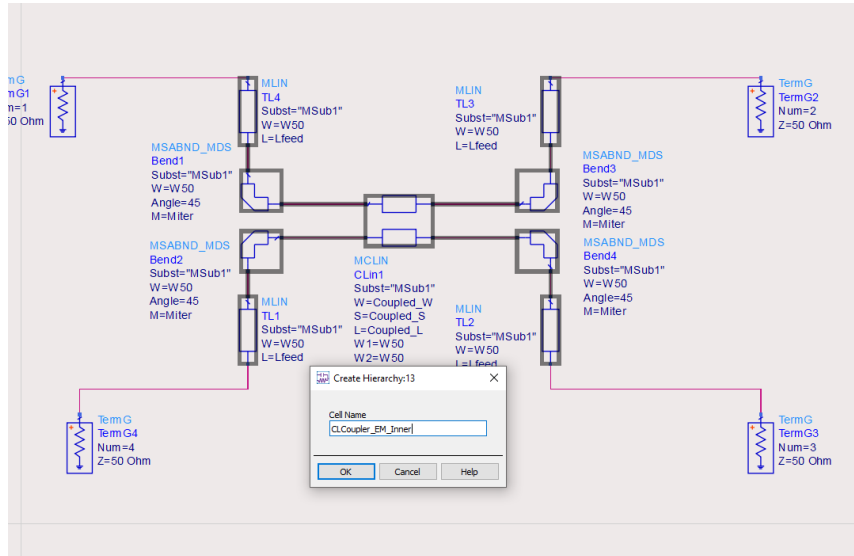 mG
mG1
n=1
50 Ohm
MLIN
TL4
Subst="MSub1"
W=W50
L=Lfeed
MLIN
TL3
Subst="MSub1"
W=W50
L=Lfeed
TermG
TermG2
Num=2
Z=50 Ohm
MSABND_MDS
Bend1
Subst="MSub1"
W=W50
Angle=45
M=Miter
MSABND_MDS
Bend3
Subst="MSub1"
W=W50
Angle=45
M=Miter
MSABND_MDS
Bend2
Subst="MSub1"
W=W50
Angle=45
M=Miter
MCLIN
CLin1
Subst="MSub1"
W=Coupled_W
S=Coupled_S
L=Coupled_L
W1=W50
W2=W50
MSABND_MDS
Bend4
Subst="MSub1"
W=W50
Angle=45
M=Miter
MLIN
TL1
Subst="MSub1"
W=W50
L=Lfeed
MLIN
TL2
Subst="MSub1"
W=W50
L=Lfeed
Create Hierarchy:13
Cell Name
CLCoupler_EM_Inner
OK
Cancel
Help
TermG
TermG4
Num=4
Z=50 Ohm
TermG
TermG3
Num=3
Z=50 Ohm